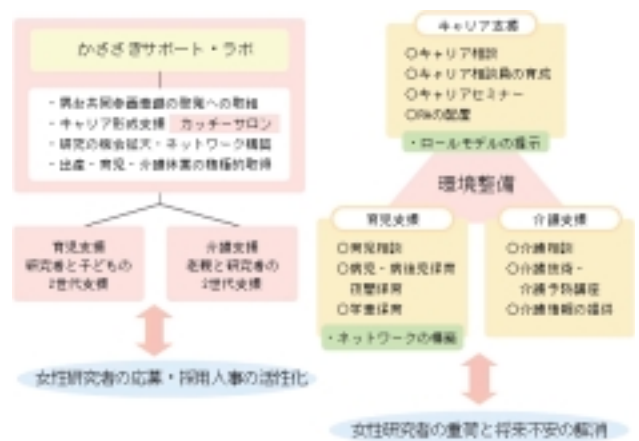 かささぎサポート・ラボ
・男女共同参画意識の啓発への取組
・キャリア形成支援 カッチーサロン
・研究の機会拡大・ネットワーク構築
・出産・育児・介護休業の積極的取得
育児支援
研究者と子どもの
2世代支援
介護支援
老親と研究者の
2世代支援
女性研究者の応募・採用人事の活性化
キャリア支援
○キャリア相談
○キャリア相談員の育成
○キャリアセミナー
○RAの配置
・ロールモデルの提示
環境整備
育児支援
○育児相談
○病児・病後児保育
夜間保育
○学童保育
・ネットワークの構築
介護支援
○介護相談
○介護技術・
介護予防講座
○介護情報の提供
女性研究者の重荷と将来不安の解消